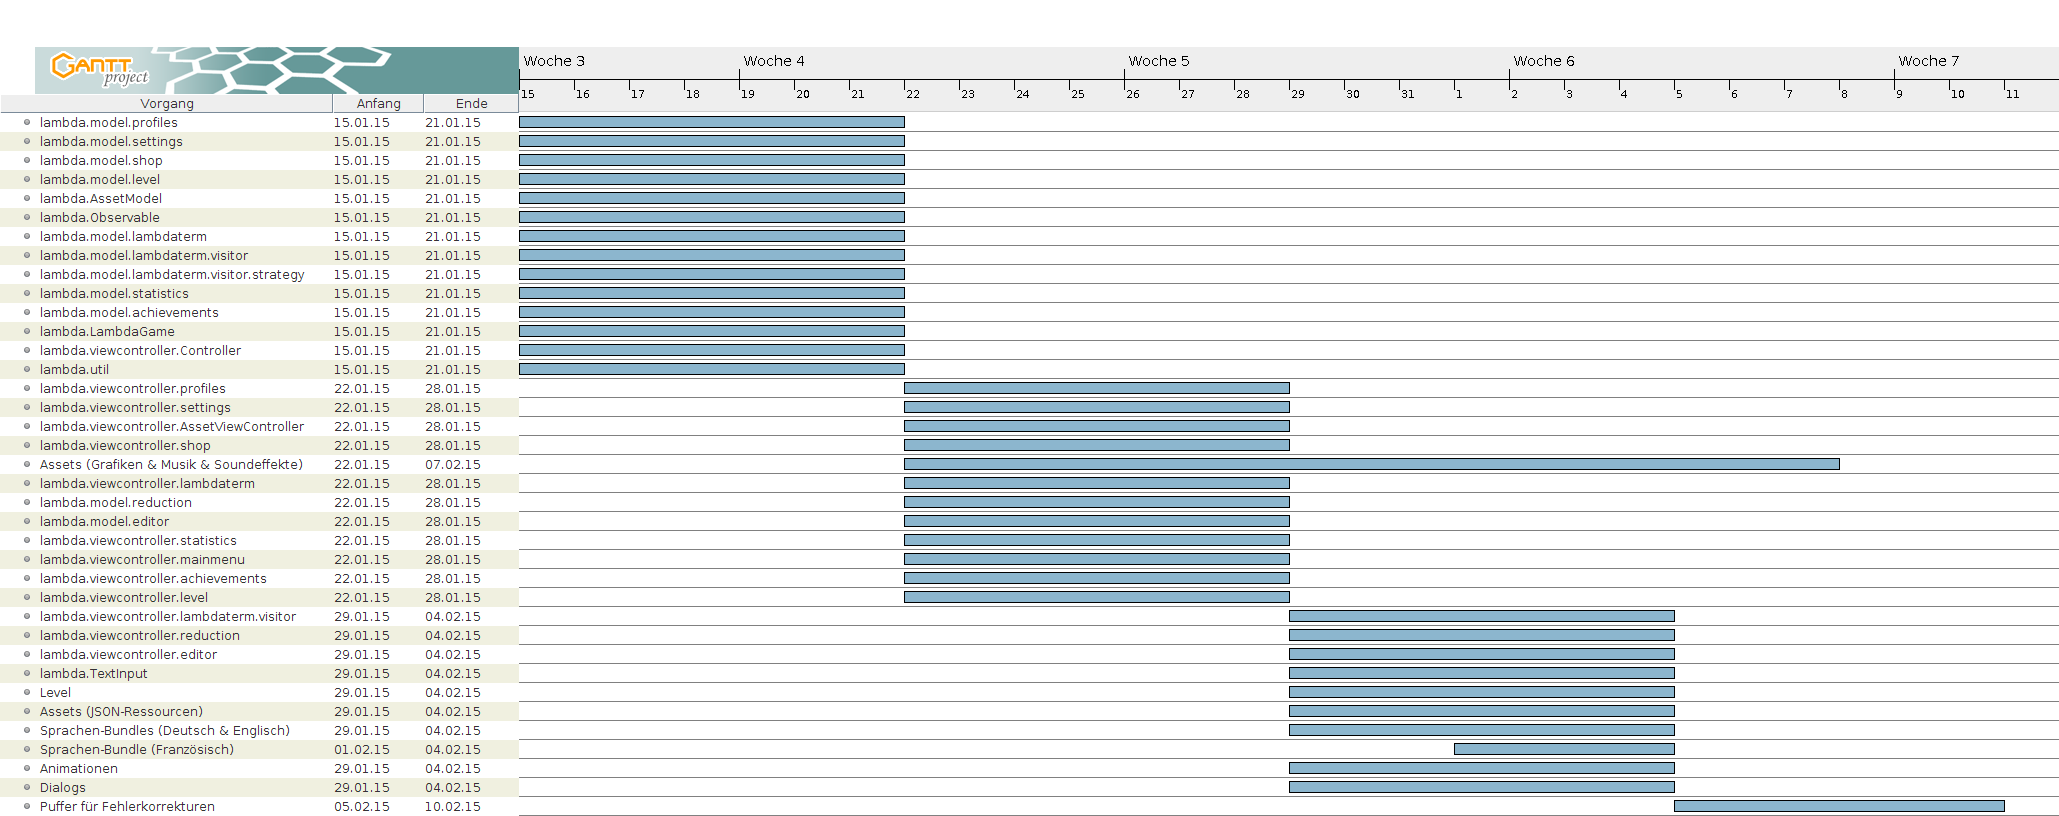 GANTT project
Woche 3 Woche 4 Woche 5 Woche 6 Woche 7
15 16 17 18 19 20 21 22 23 24 25 26 27 28 29 30 31 1 2 3 4 5 6 7 8 9 10 11
Vorgang Anfang Ende
lambda.model.profiles 15.01.15 21.01.15
lambda.model.settings 15.01.15 21.01.15
lambda.model.shop 15.01.15 21.01.15
lambda.model.level 15.01.15 21.01.15
lambda.AssetModel 15.01.15 21.01.15
lambda.Observable 15.01.15 21.01.15
lambda.model.lambdaterm 15.01.15 21.01.15
lambda.model.lambdaterm.visitor 15.01.15 21.01.15
lambda.model.lambdaterm.visitor.strategy 15.01.15 21.01.15
lambda.model.statistics 15.01.15 21.01.15
lambda.model.achievements 15.01.15 21.01.15
lambda.LambdaGame 15.01.15 21.01.15
lambda.viewcontroller.Controller 15.01.15 21.01.15
lambda.util 15.01.15 21.01.15
lambda.viewcontroller.profiles 22.01.15 28.01.15
lambda.viewcontroller.settings 22.01.15 28.01.15
lambda.viewcontroller.AssetViewController 22.01.15 28.01.15
lambda.viewcontroller.shop 22.01.15 28.01.15
Assets (Grafiken & Musik & Soundeffekte) 22.01.15 07.02.15
lambda.viewcontroller.lambdaterm 22.01.15 28.01.15
lambda.model.reduction 22.01.15 28.01.15
lambda.model.editor 22.01.15 28.01.15
lambda.viewcontroller.statistics 22.01.15 28.01.15
lambda.viewcontroller.mainmenu 22.01.15 28.01.15
lambda.viewcontroller.achievements 22.01.15 28.01.15
lambda.viewcontroller.level 22.01.15 28.01.15
lambda.viewcontroller.lambdaterm.visitor 29.01.15 04.02.15
lambda.viewcontroller.reduction 29.01.15 04.02.15
lambda.viewcontroller.editor 29.01.15 04.02.15
lambda.TextInput 29.01.15 04.02.15
Level 29.01.15 04.02.15
Assets (JSON-Ressourcen) 29.01.15 04.02.15
Sprachen-Bundles (Deutsch & Englisch) 29.01.15 04.02.15
Sprachen-Bundle (Französisch) 01.02.15 04.02.15
Animationen 29.01.15 04.02.15
Dialogs 29.01.15 04.02.15
Puffer für Fehlerkorrekturen 05.02.15 10.02.15